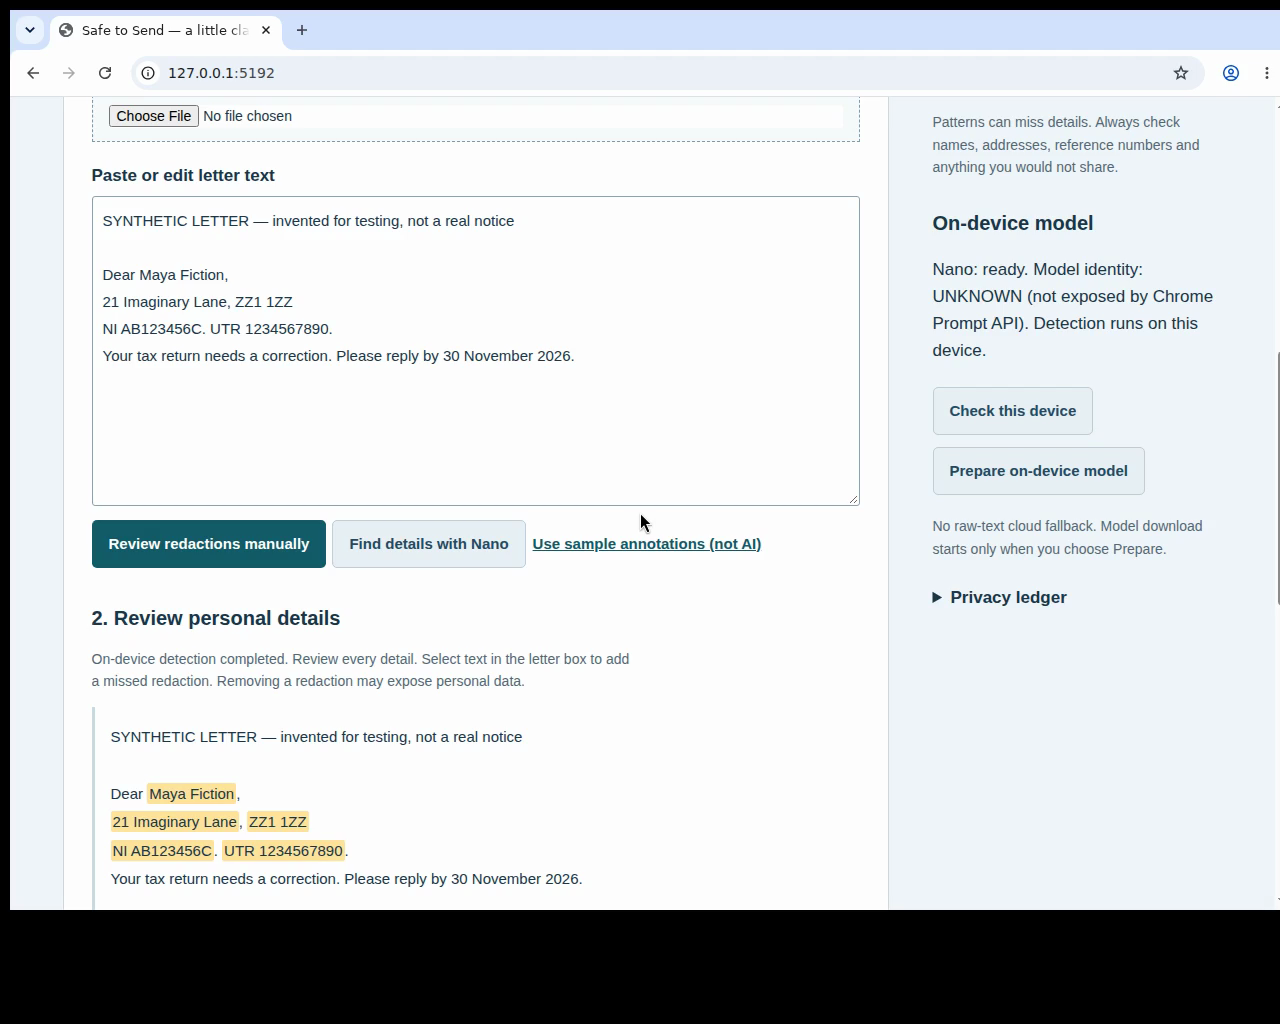 Safe to Send — a little cla
127.0.0.1:5192
Choose File No file chosen
Paste or edit letter text
SYNTHETIC LETTER — invented for testing, not a real notice
Dear Maya Fiction,
21 Imaginary Lane, ZZ1 1ZZ
NI AB123456C. UTR 1234567890.
Your tax return needs a correction. Please reply by 30 November 2026.
Review redactions manually
Find details with Nano
Use sample annotations (not AI)
2. Review personal details
On-device detection completed. Review every detail. Select text in the letter box to add
a missed redaction. Removing a redaction may expose personal data.
SYNTHETIC LETTER — invented for testing, not a real notice
Dear Maya Fiction,
21 Imaginary Lane, ZZ1 1ZZ
NI AB123456C. UTR 1234567890.
Your tax return needs a correction. Please reply by 30 November 2026.
Patterns can miss details. Always check
names, addresses, reference numbers and
anything you would not share.
On-device model
Nano: ready. Model identity:
UNKNOWN (not exposed by Chrome
Prompt API). Detection runs on this
device.
Check this device
Prepare on-device model
No raw-text cloud fallback. Model download
starts only when you choose Prepare.
Privacy ledger